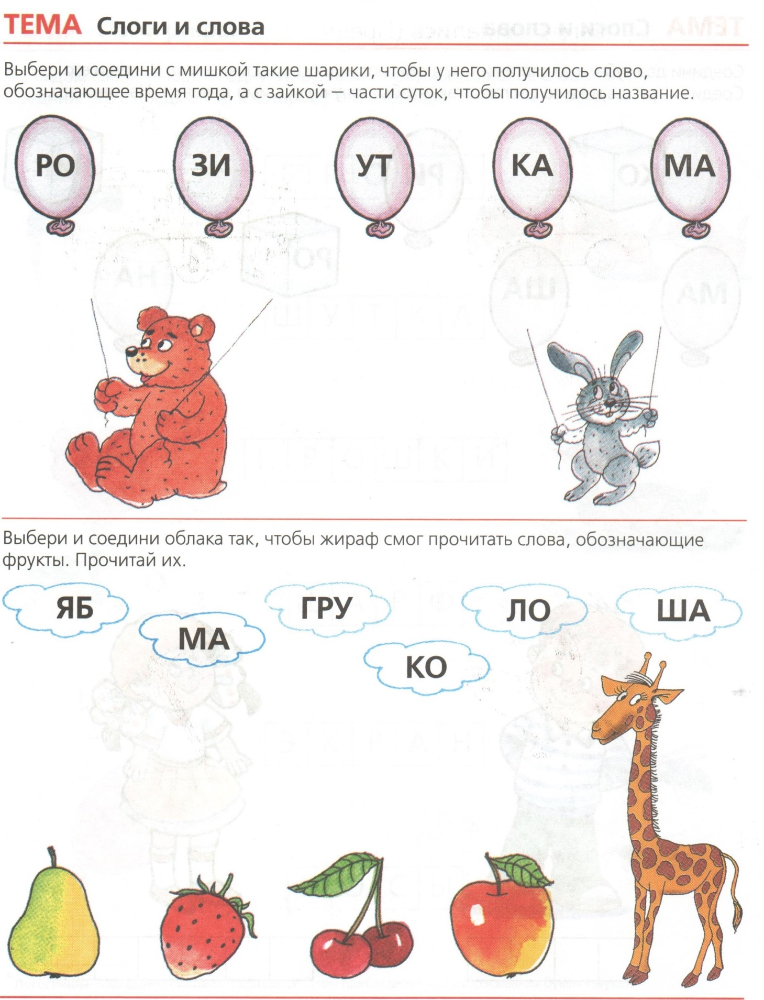 ТЕМА Слоги и слова
Выбери и соедини с мишкой такие шарики, чтобы у него получилось слово,
обозначающее время года, а с зайкой – части суток, чтобы получилось название.
РО ЗИ УТ КА МА
Выбери и соедини облака так, чтобы жираф смог прочитать слова, обозначающие
фрукты. Прочитай их.
ЯБ ГРУ ЛО ША
МА
КО